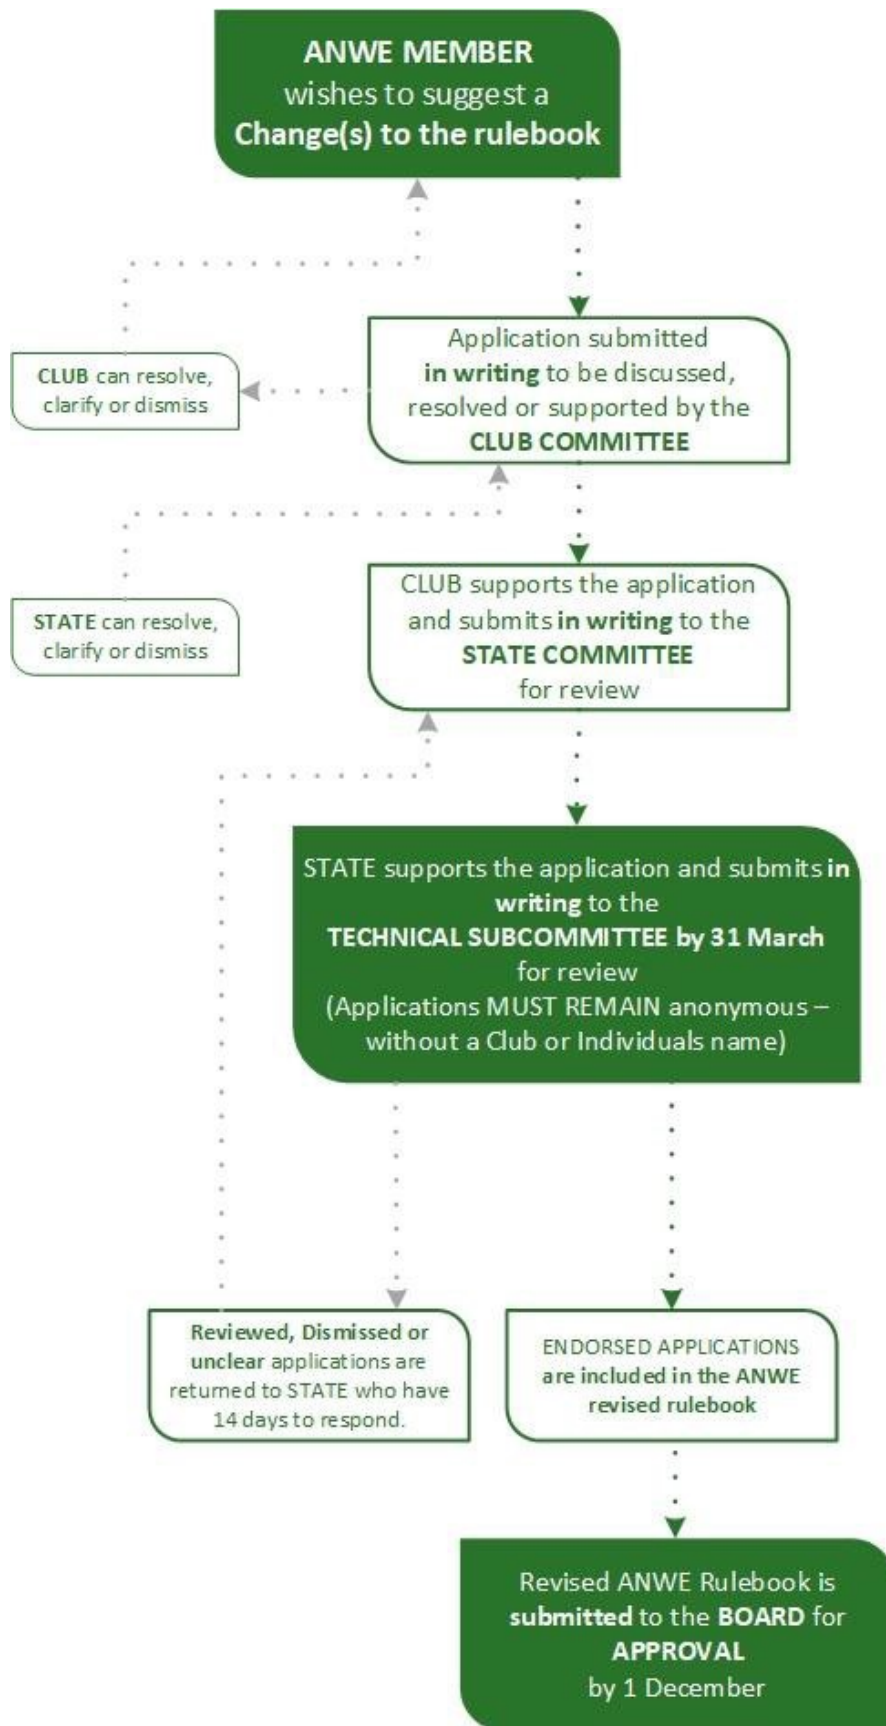 ANWE MEMBER
wishes to suggest a
Change(s) to the rulebook
Application submitted
in writing to be discussed,
resolved or supported by the
CLUB COMMITTEE
CLUB can resolve,
clarify or dismiss
CLUB supports the application
and submits in writing to the
STATE COMMITTEE
for review
STATE can resolve,
clarify or dismiss
STATE supports the application and submits in
writing to the
TECHNICAL SUBCOMMITTEE by 31 March
for review
(Applications MUST REMAIN anonymous –
without a Club or Individuals name)
Reviewed, Dismissed or
unclear applications are
returned to STATE who have
14 days to respond.
ENDORSED APPLICATIONS
are included in the ANWE
revised rulebook
Revised ANWE Rulebook is
submitted to the BOARD for
APPROVAL
by 1 December